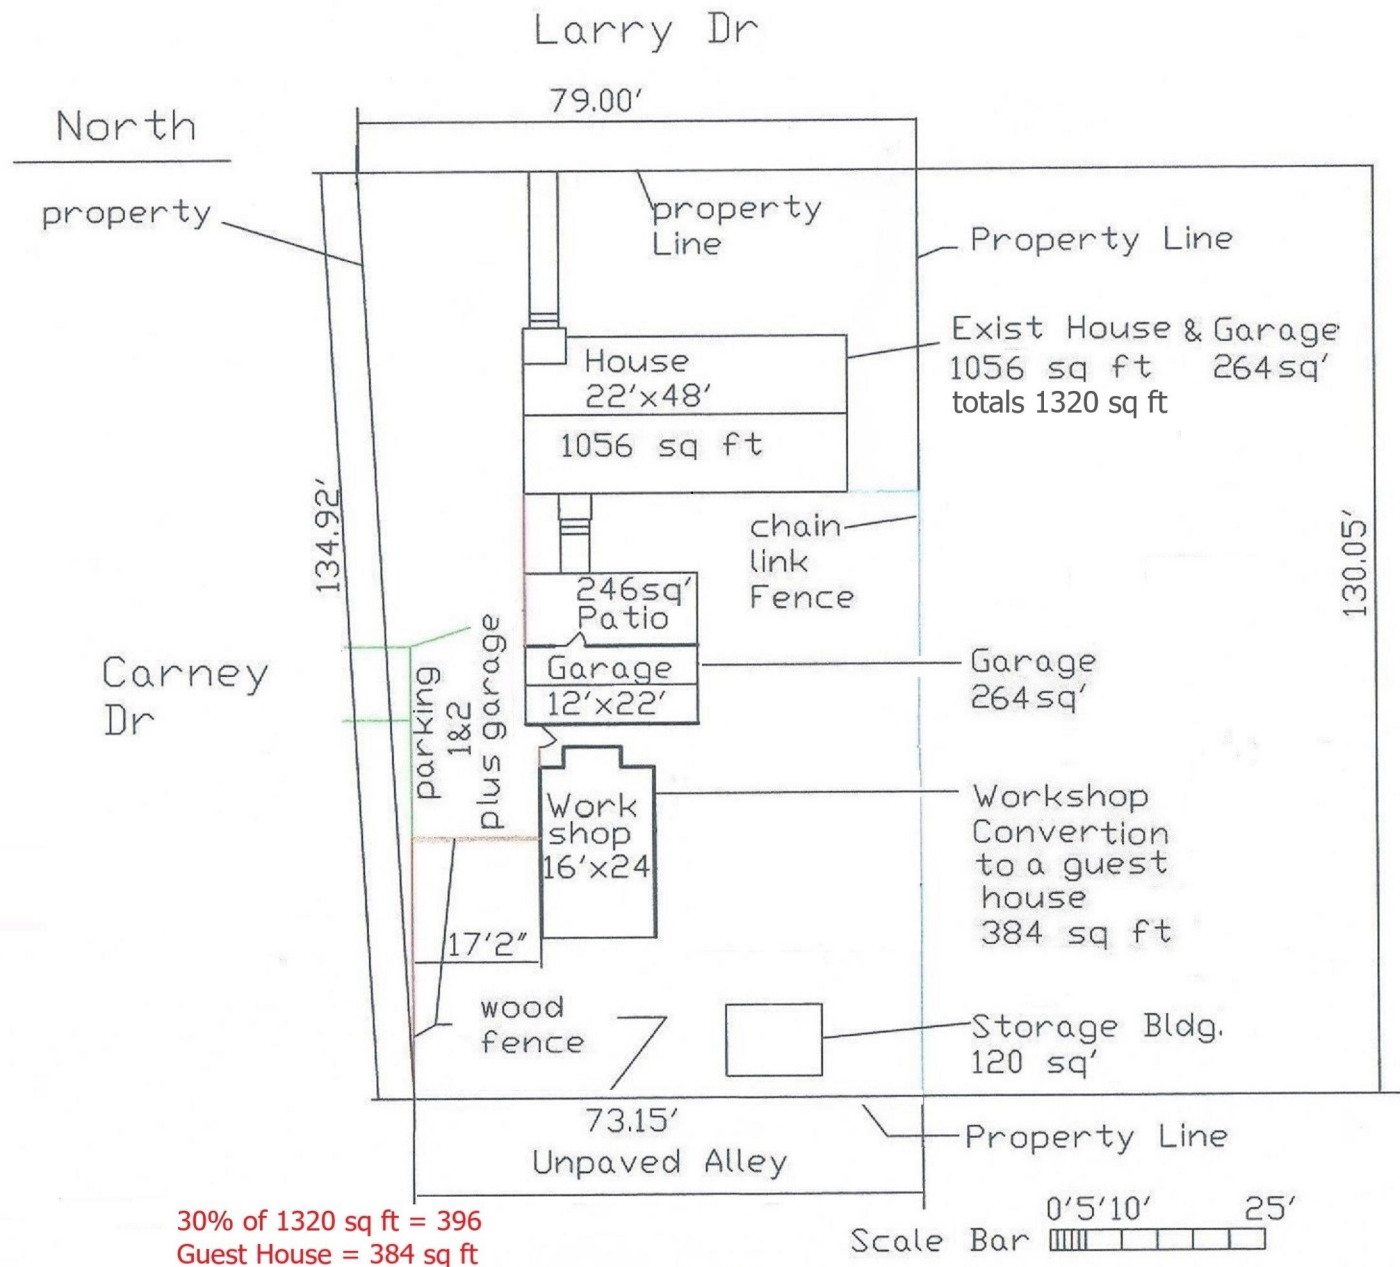 Larry Dr
79.00'
North
property
property
Line
Property Line
Exist House & Garage
1056 sq ft 264sq'
totals 1320 sq ft
House
22'x48'
1056 sq ft
134.92'
130.05'
chain
link
Fence
246sq'
Patio
Garage
12'x22'
Garage
264sq'
Carney
Dr
parking
1&2
plus garage
Work
shop
16'x24
Workshop
Convertion
to a guest
house
384 sq ft
17'2"
wood
fence
Storage Bldg.
120 sq'
73.15'
Unpaved Alley
Property Line
30% of 1320 sq ft = 396
Guest House = 384 sq ft
0'5'10' 25'
Scale Bar